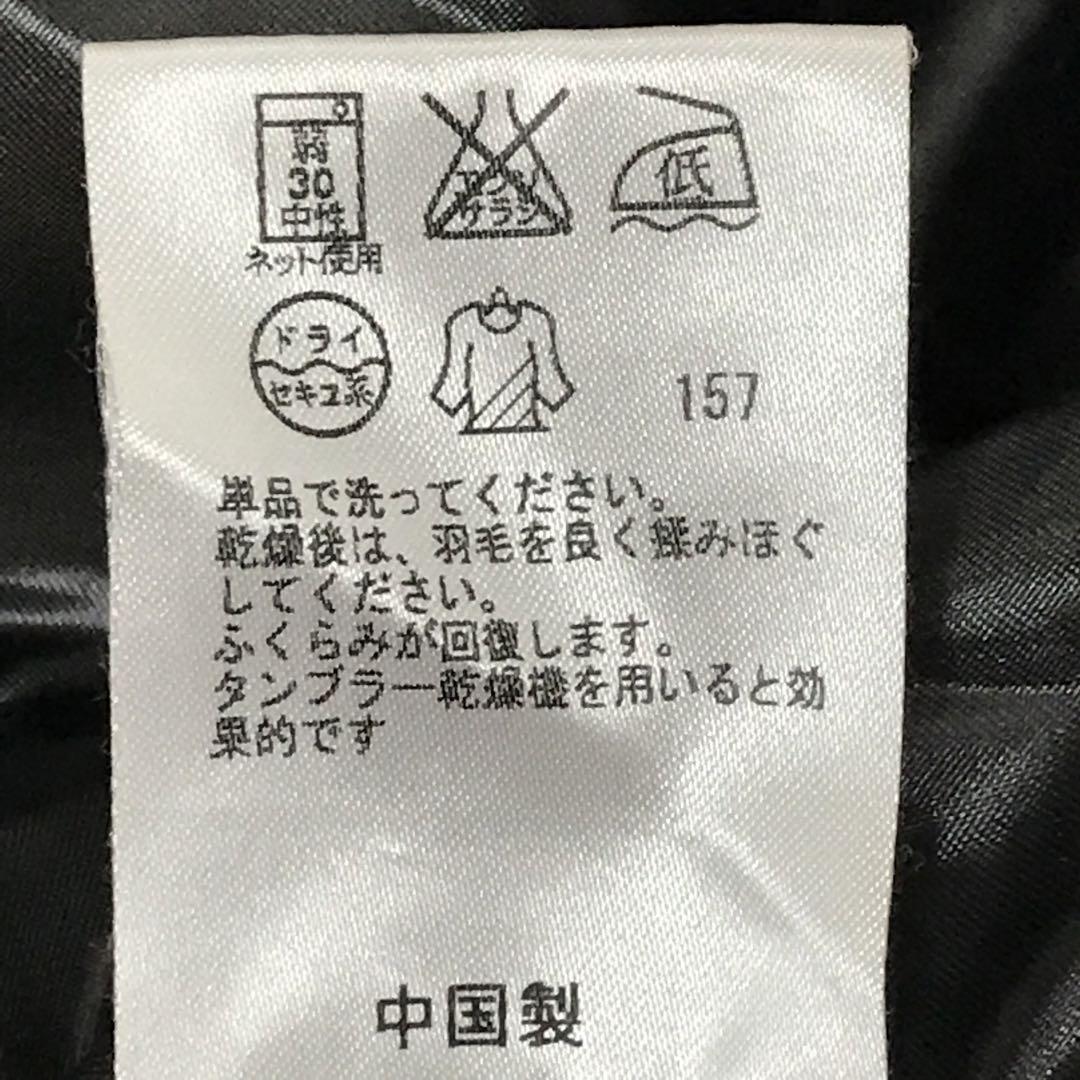 弱
30
中性
ネット使用
エンソ
サラシ
低
ドライ
セキユ系
157
単品で洗ってください。
乾燥後は、羽毛を良く揉みほぐ
してください。
ふくらみが回復します。
タンブラー乾燥機を用いると効
果的です
中国製